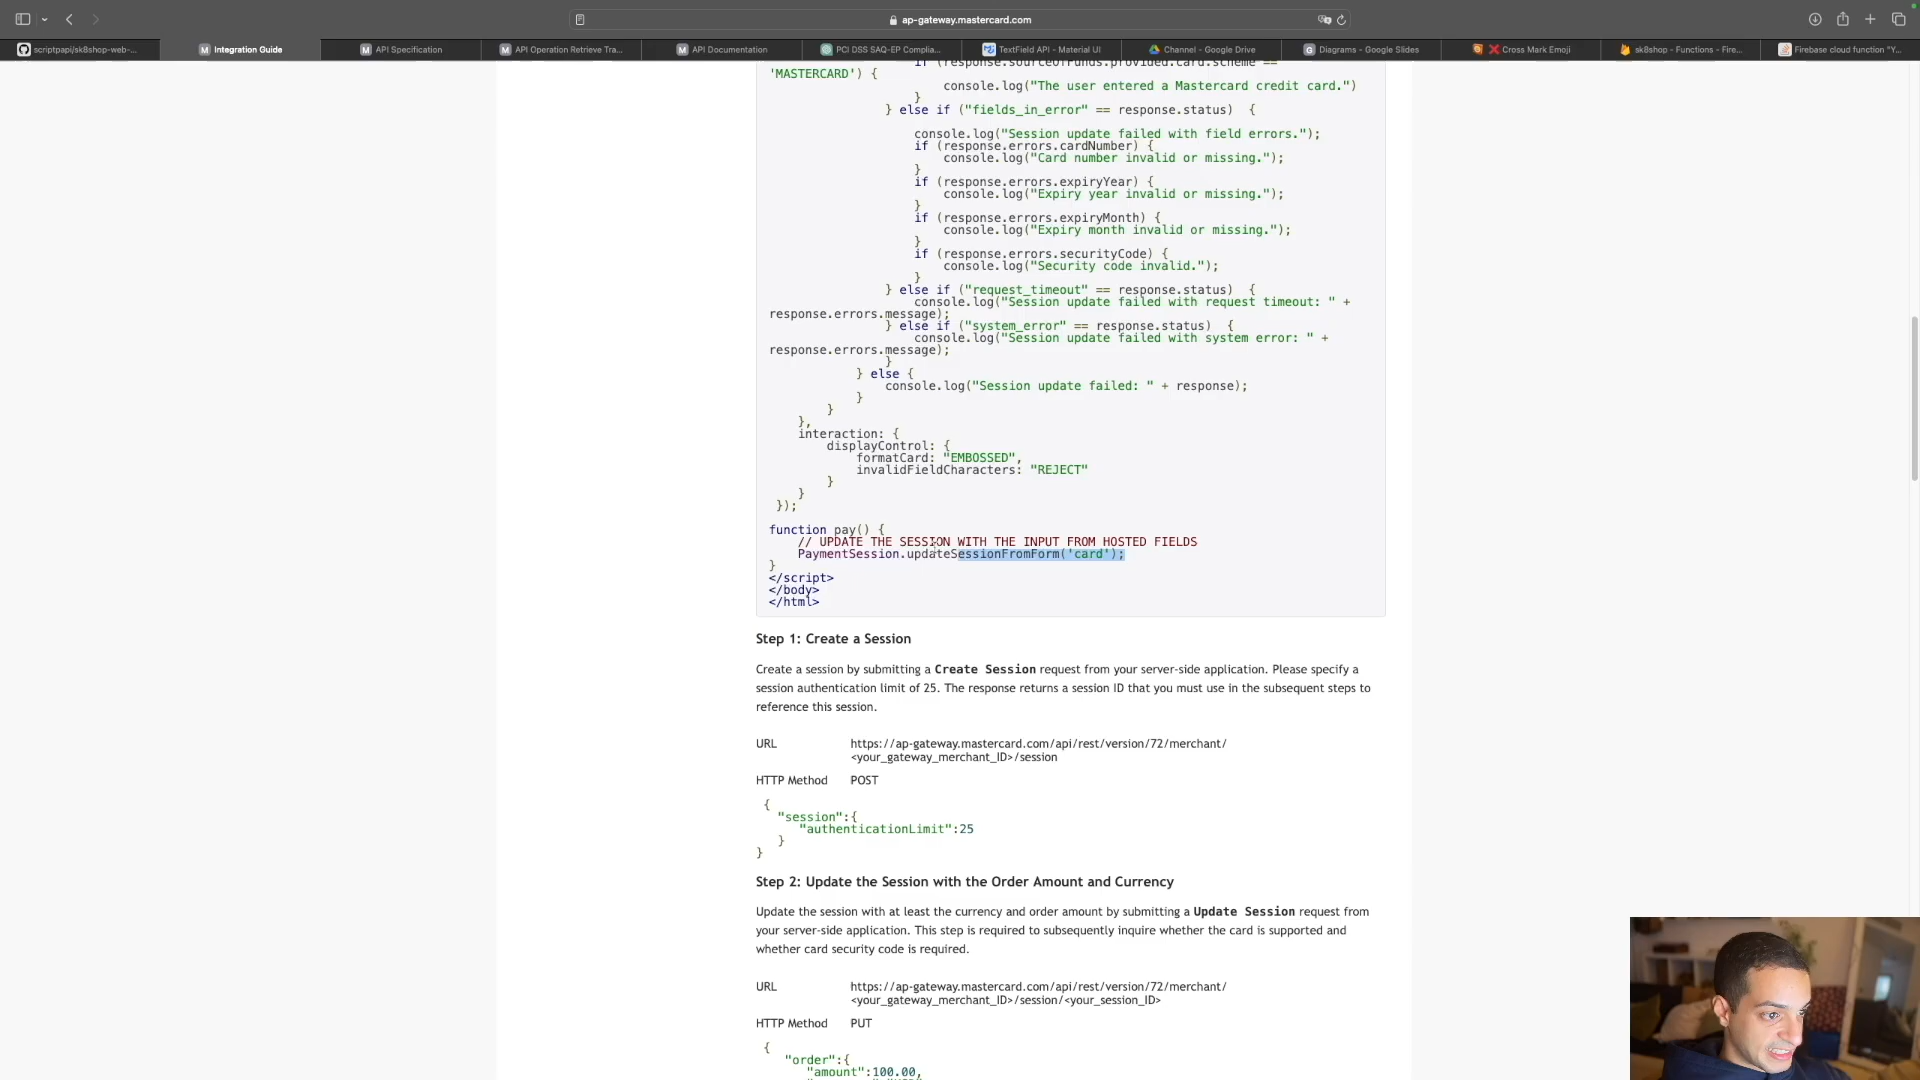 ap-gateway.mastercard.com
scriptpapi/sk8shop-web-...
Integration Guide
API Specification
API Operation Retrieve Tra...
API Documentation
PCI DSS SAQ-EP Complia...
TextField API - Material UI
Channel - Google Drive
Diagrams - Google Slides
❌ Cross Mark Emoji
sk8shop - Functions - Fire...
Firebase cloud function "Y...
if (response.sourceOfFunds.provided.card.scheme ==
'MASTERCARD') {
console.log("The user entered a Mastercard credit card.")
}
} else if ("fields_in_error" == response.status)  {
console.log("Session update failed with field errors.");
if (response.errors.cardNumber) {
console.log("Card number invalid or missing.");
}
if (response.errors.expiryYear) {
console.log("Expiry year invalid or missing.");
}
if (response.errors.expiryMonth) {
console.log("Expiry month invalid or missing.");
}
if (response.errors.securityCode) {
console.log("Security code invalid.");
}
} else if ("request_timeout" == response.status)  {
console.log("Session update failed with request timeout: " +
response.errors.message);
} else if ("system_error" == response.status)  {
console.log("Session update failed with system error: " +
response.errors.message);
}
} else {
console.log("Session update failed: " + response);
}
}
},
interaction: {
displayControl: {
formatCard: "EMBOSSED",
invalidFieldCharacters: "REJECT"
}
}
});
function pay() {
// UPDATE THE SESSION WITH THE INPUT FROM HOSTED FIELDS
PaymentSession.updateSessionFromForm('card');
}
</script>
</body>
</html>
Step 1: Create a Session
Create a session by submitting a Create Session request from your server-side application. Please specify a
session authentication limit of 25. The response returns a session ID that you must use in the subsequent steps to
reference this session.
URL https://ap-gateway.mastercard.com/api/rest/version/72/merchant/
<your_gateway_merchant_ID>/session
HTTP Method POST
{
"session":{
"authenticationLimit":25
}
}
Step 2: Update the Session with the Order Amount and Currency
Update the session with at least the currency and order amount by submitting a Update Session request from
your server-side application. This step is required to subsequently inquire whether the card is supported and
whether card security code is required.
URL https://ap-gateway.mastercard.com/api/rest/version/72/merchant/
<your_gateway_merchant_ID>/session/<your_session_ID>
HTTP Method PUT
{
"order":{
"amount":100.00,